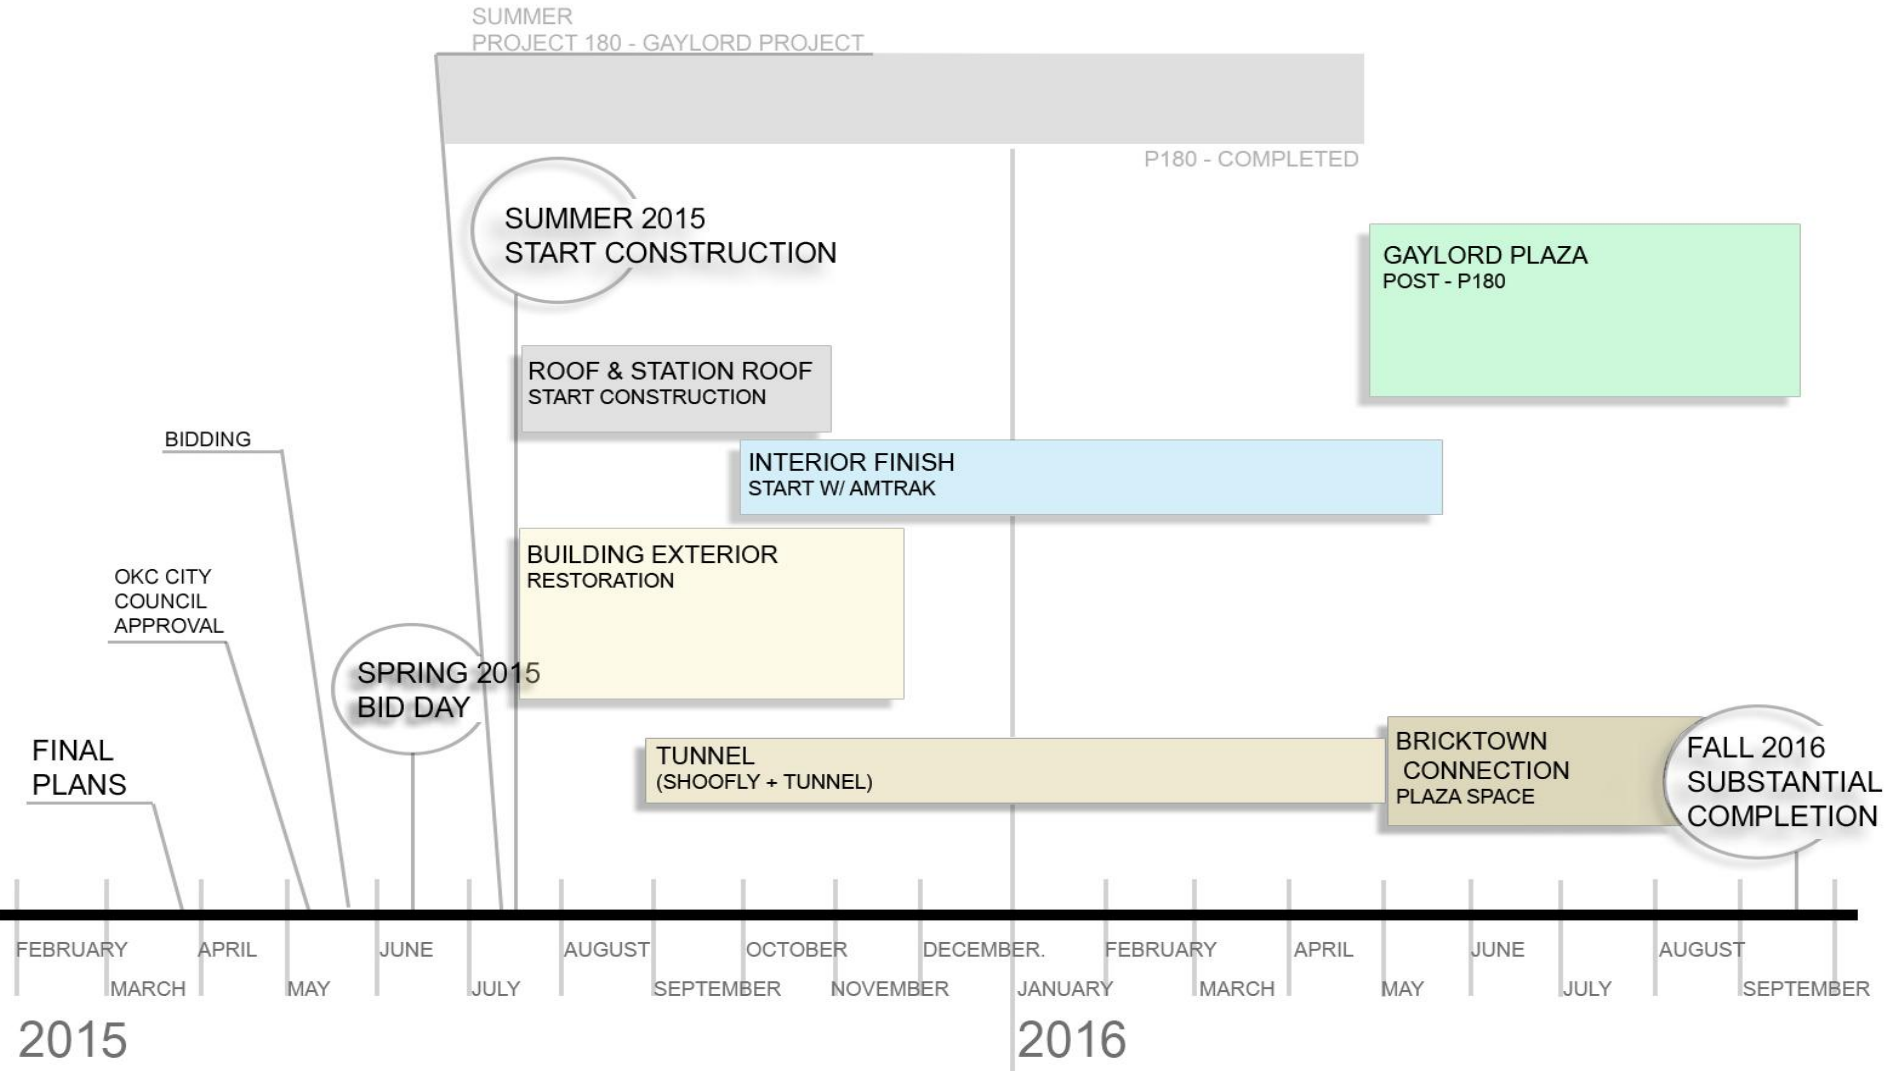 SUMMER
PROJECT 180 - GAYLORD PROJECT
P180 - COMPLETED
SUMMER 2015
START CONSTRUCTION
GAYLORD PLAZA
POST - P180
ROOF & STATION ROOF
START CONSTRUCTION
BIDDING
INTERIOR FINISH
START W/ AMTRAK
BUILDING EXTERIOR
RESTORATION
OKC CITY
COUNCIL
APPROVAL
SPRING 2015
BID DAY
FINAL
PLANS
TUNNEL
(SHOOFLY + TUNNEL)
BRICKTOWN
CONNECTION
PLAZA SPACE
FALL 2016
SUBSTANTIAL
COMPLETION
FEBRUARY APRIL JUNE AUGUST OCTOBER DECEMBER. FEBRUARY APRIL JUNE AUGUST
MARCH MAY JULY SEPTEMBER NOVEMBER JANUARY MARCH MAY JULY SEPTEMBER
2015 2016